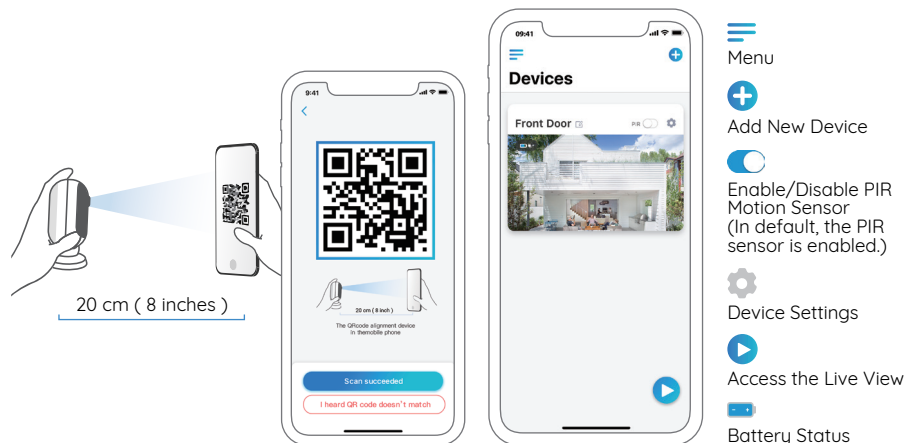 20 cm ( 8 inches )
9:41
20 cm ( 8 inch )
The QRcode alignment device
in themobile phone
Scan succeeded
I heard QR code doesn't match
09:41
Devices
Front Door
PIR
Menu
Add New Device
Enable/Disable PIR
Motion Sensor
(In default, the PIR
sensor is enabled.)
Device Settings
Access the Live View
Battery Status